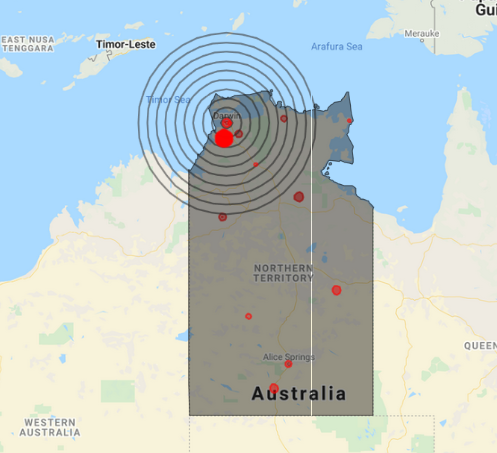 Gui
Merauke
EAST NUSA
TENGGARA
Timor-Leste
Arafura Sea
Timor Sea
Darwin
NORTHERN
TERRITORY
Alice Springs
Australia
QUEEN
WESTERN
AUSTRALIA